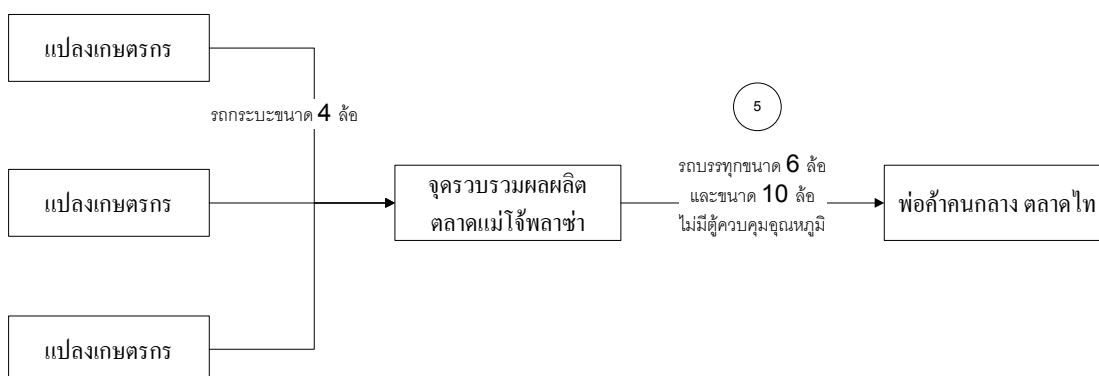 แปลงเกษตรกร
รถกระบะขนาด 4 ล้อ
แปลงเกษตรกร
แปลงเกษตรกร
จุดรวบรวมผลผลิต
ตลาดแม่โจ้พลาซ่า
5
รถบรรทุกขนาด 6 ล้อ
และขนาด 10 ล้อ
ไม่มีตู้ควบคุมอุณหภูมิ
พ่อค้าคนกลาง ตลาดไท